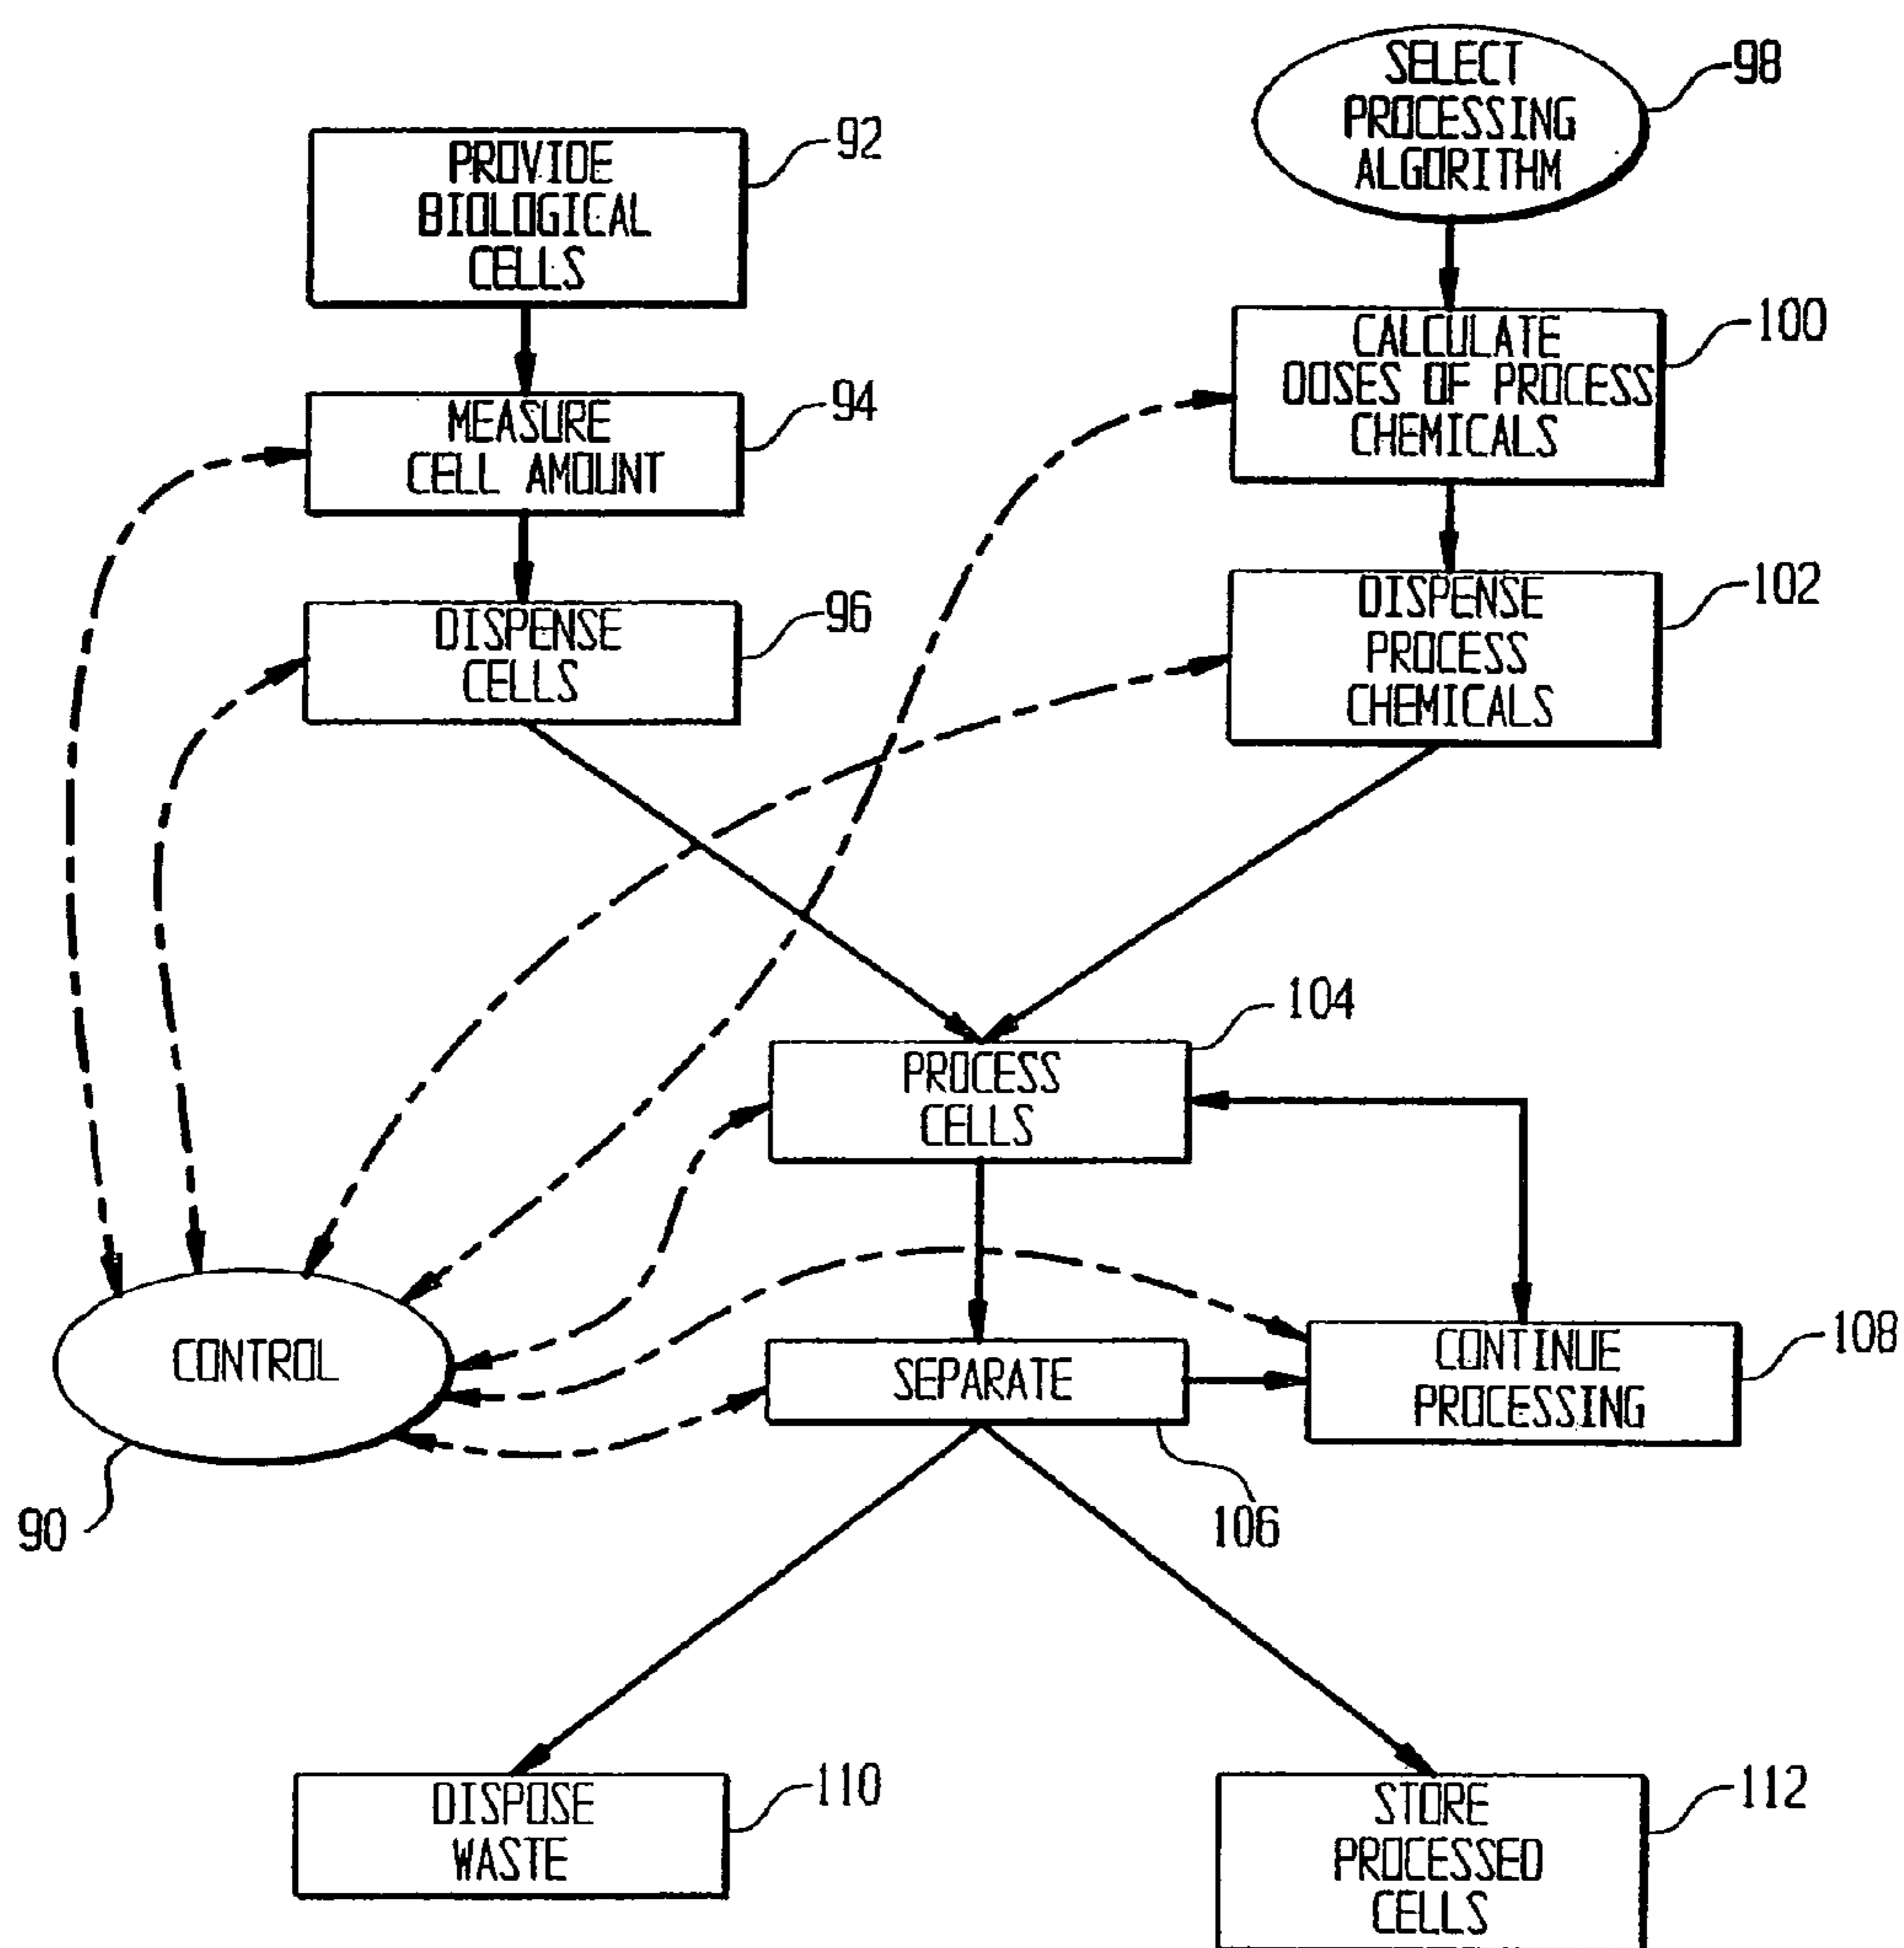 SELECT
PROCESSING
ALGORITHM
98
PROVIDE
BIOLOGICAL
CELLS
92
CALCULATE
DOSES OF PROCESS
CHEMICALS
100
MEASURE
CELL AMOUNT
94
DISPENSE
PROCESS
CHEMICALS
102
DISPENSE
CELLS
96
PROCESS
CELLS
104
CONTROL
90
SEPARATE
106
CONTINUE
PROCESSING
108
DISPOSE
WASTE
110
STORE
PROCESSED
CELLS
112